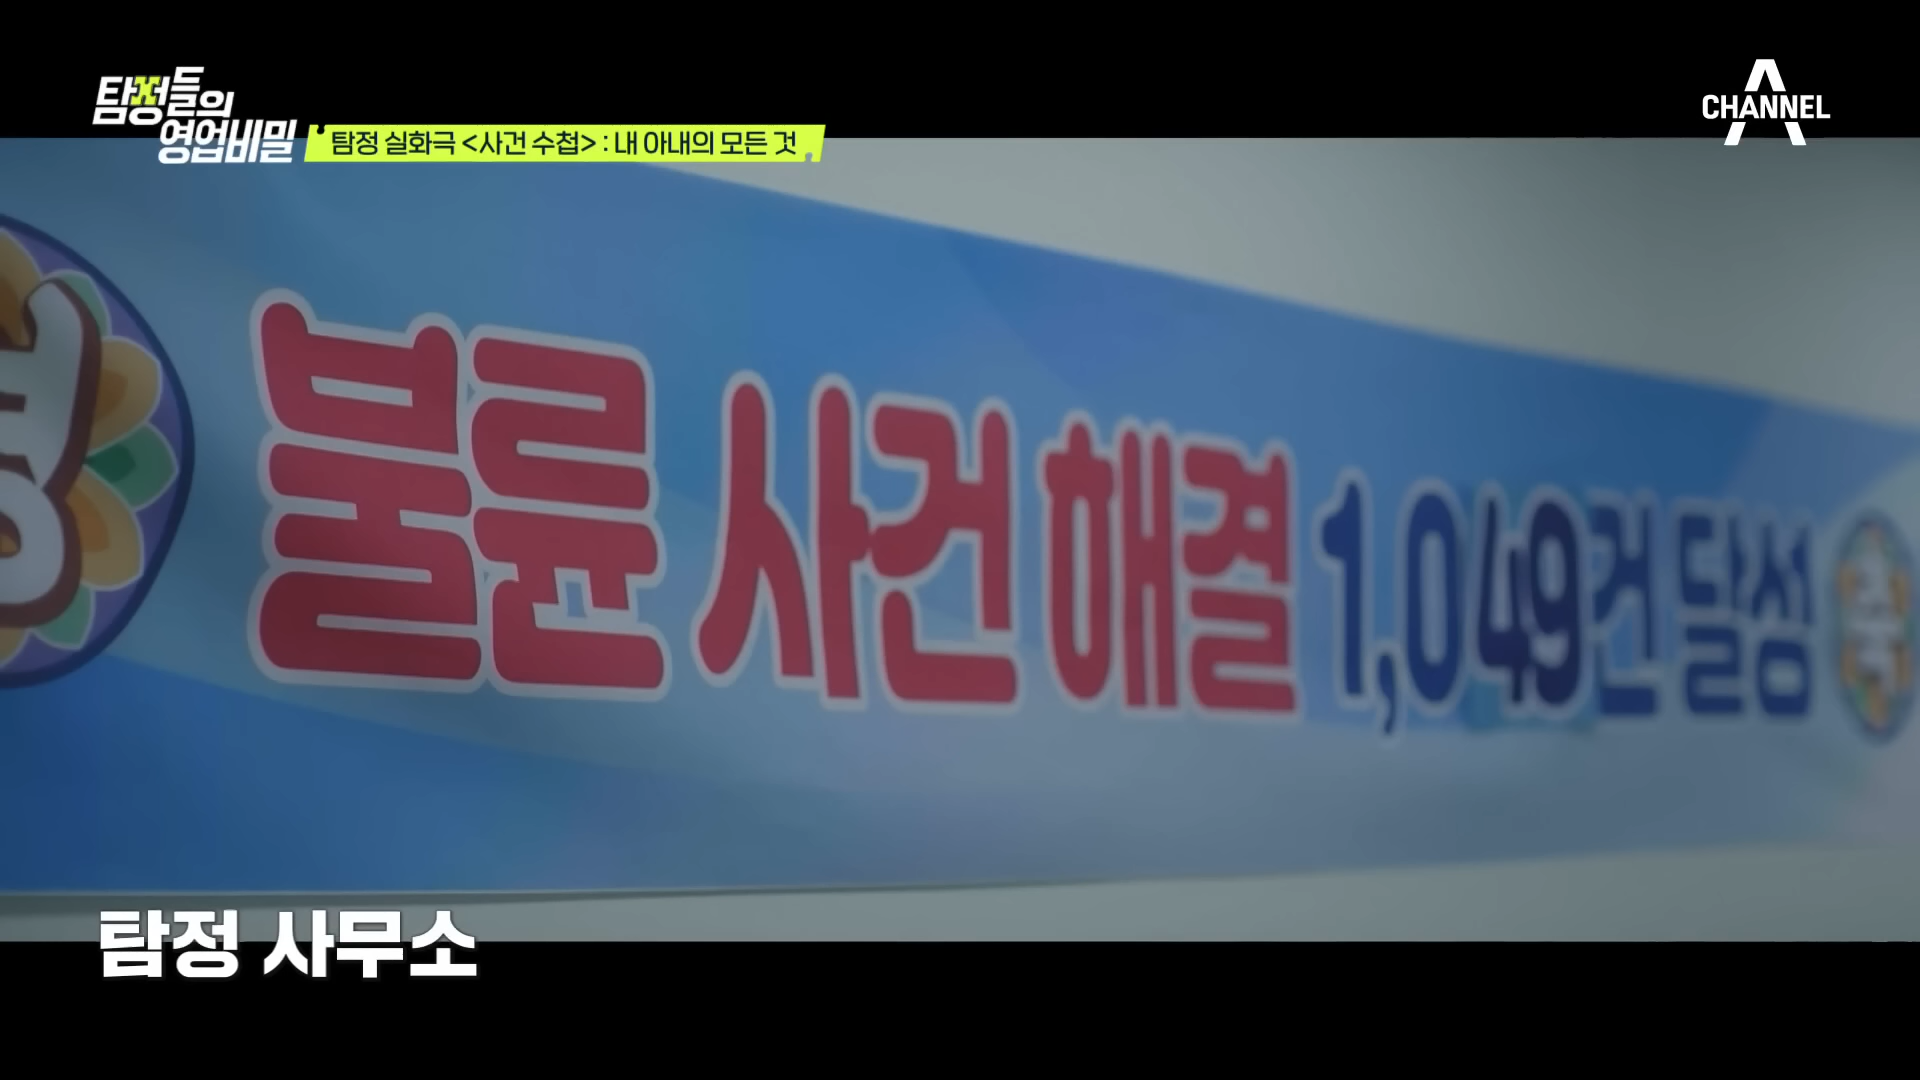 탐정들의
영업비밀
탐정 실화극 <사건 수첩> : 내 아내의 모든 것
CHANNEL A
불륜 사건 해결 1,049건 달성
축
탐정 사무소